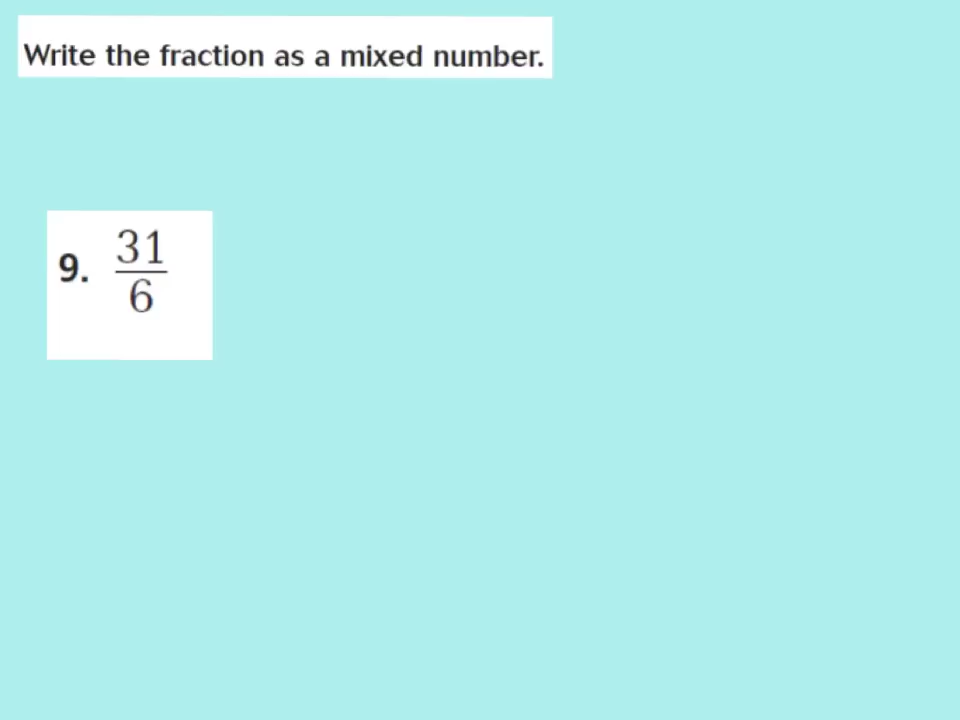 Write the fraction as a mixed number.
9. 31/6